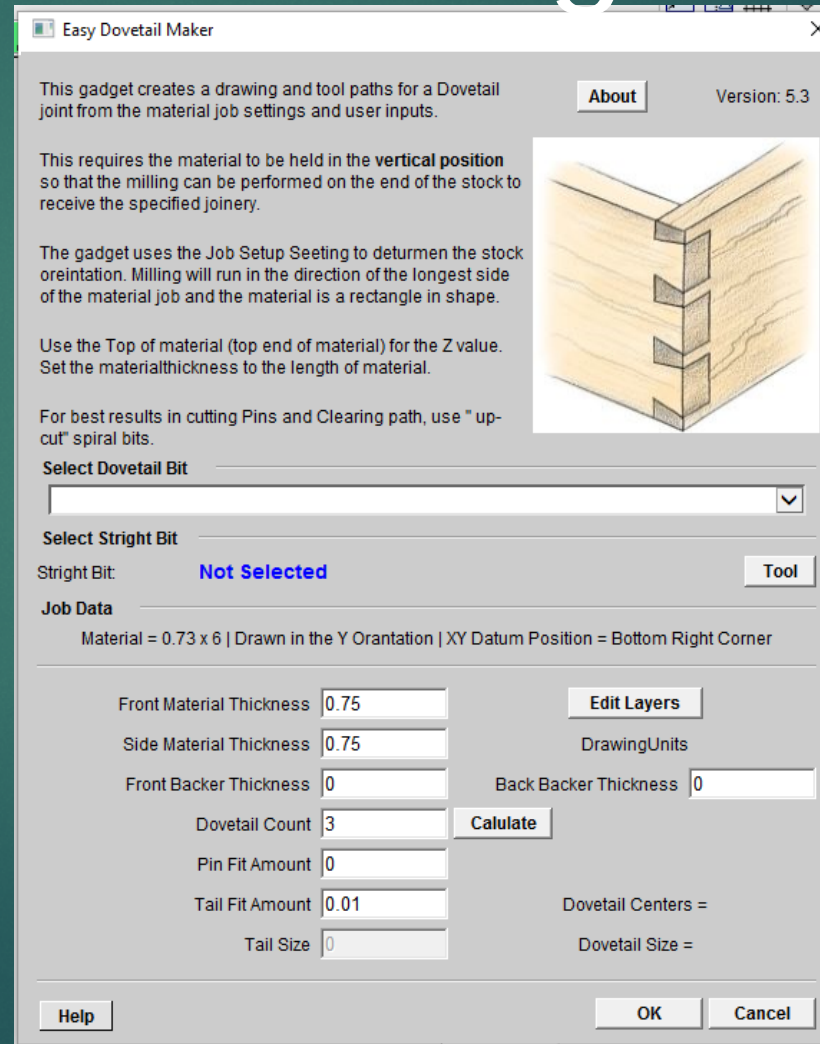 Easy Dovetail Maker
This gadget creates a drawing and tool paths for a Dovetail
joint from the material job settings and user inputs.
About
Version: 5.3
This requires the material to be held in the vertical position
so that the milling can be performed on the end of the stock to
receive the specified joinery.
The gadget uses the Job Setup Seeting to deturmen the stock
oreintation. Milling will run in the direction of the longest side
of the material job and the material is a rectangle in shape.
Use the Top of material (top end of material) for the Z value.
Set the materialthickness to the length of material.
For best results in cutting Pins and Clearing path, use " up-
cut" spiral bits.
Select Dovetail Bit
Select Stright Bit
Stright Bit: Not Selected Tool
Job Data
Material = 0.73 x 6 | Drawn in the Y Orantation | XY Datum Position = Bottom Right Corner
Front Material Thickness 0.75 Edit Layers
Side Material Thickness 0.75 DrawingUnits
Front Backer Thickness 0 Back Backer Thickness 0
Dovetail Count 3 Calulate
Pin Fit Amount 0
Tail Fit Amount 0.01 Dovetail Centers =
Tail Size 0 Dovetail Size =
Help OK Cancel